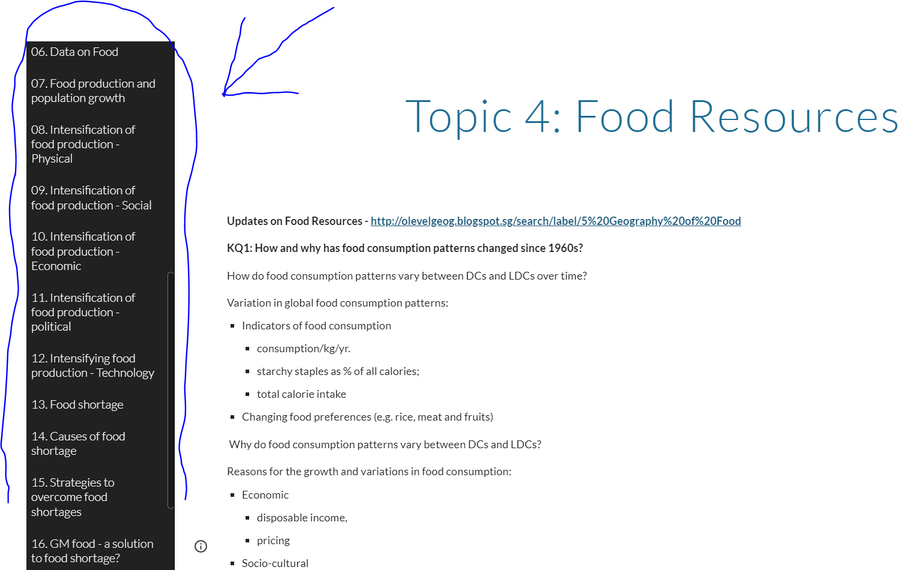 06. Data on Food
07. Food production and
population growth
08. Intensification of
food production -
Physical
09. Intensification of
food production - Social
10. Intensification of
food production -
Economic
11. Intensification of
food production -
political
12. Intensifying food
production - Technology
13. Food shortage
14. Causes of food
shortage
15. Strategies to
overcome food
shortages
16. GM food - a solution
to food shortage?
Topic 4: Food Resources
Updates on Food Resources - http://olevelgeog.blogspot.sg/search/label/5%20Geography%20of%20Food
KQ1: How and why has food consumption patterns changed since 1960s?
How do food consumption patterns vary between DCs and LDCs over time?
Variation in global food consumption patterns:
Indicators of food consumption
consumption/kg/yr.
starchy staples as % of all calories;
total calorie intake
Changing food preferences (e.g. rice, meat and fruits)
Why do food consumption patterns vary between DCs and LDCs?
Reasons for the growth and variations in food consumption:
Economic
disposable income,
pricing
Socio-cultural